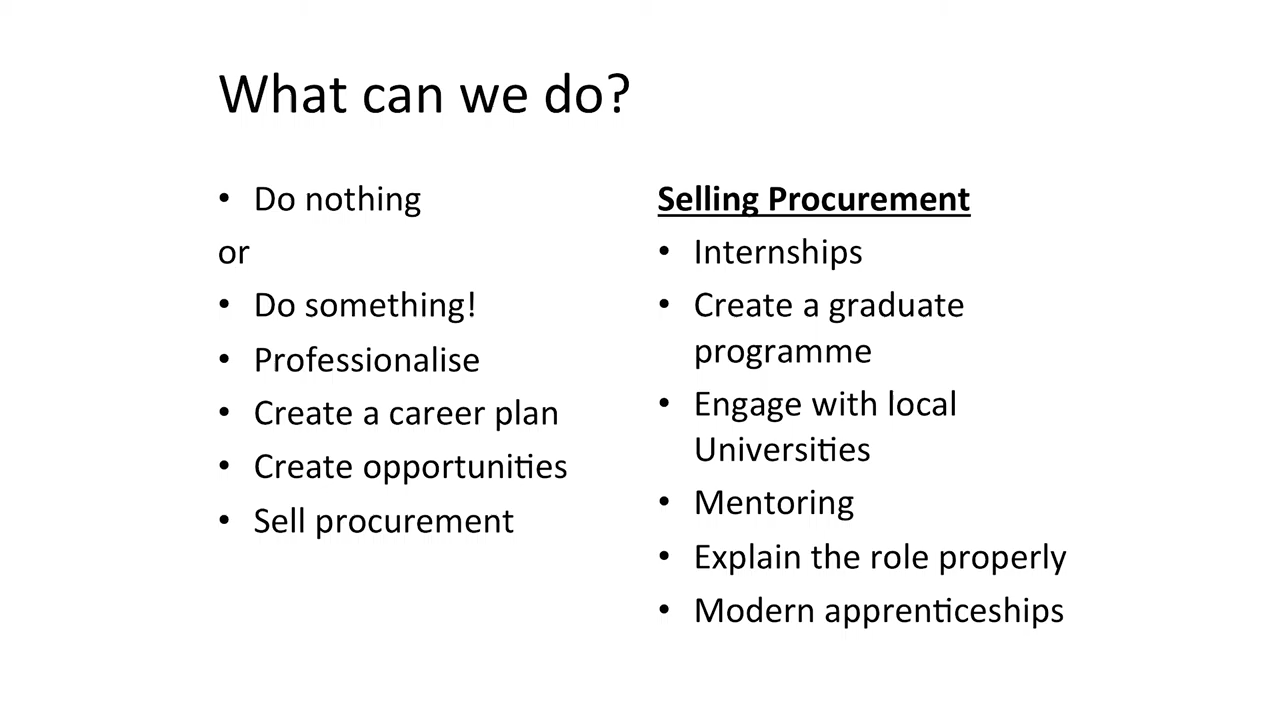 What can we do?
• Do nothing
or
• Do something!
• Professionalise
• Create a career plan
• Create opportunities
• Sell procurement
Selling Procurement
• Internships
• Create a graduate
programme
• Engage with local
Universities
• Mentoring
• Explain the role properly
• Modern apprenticeships